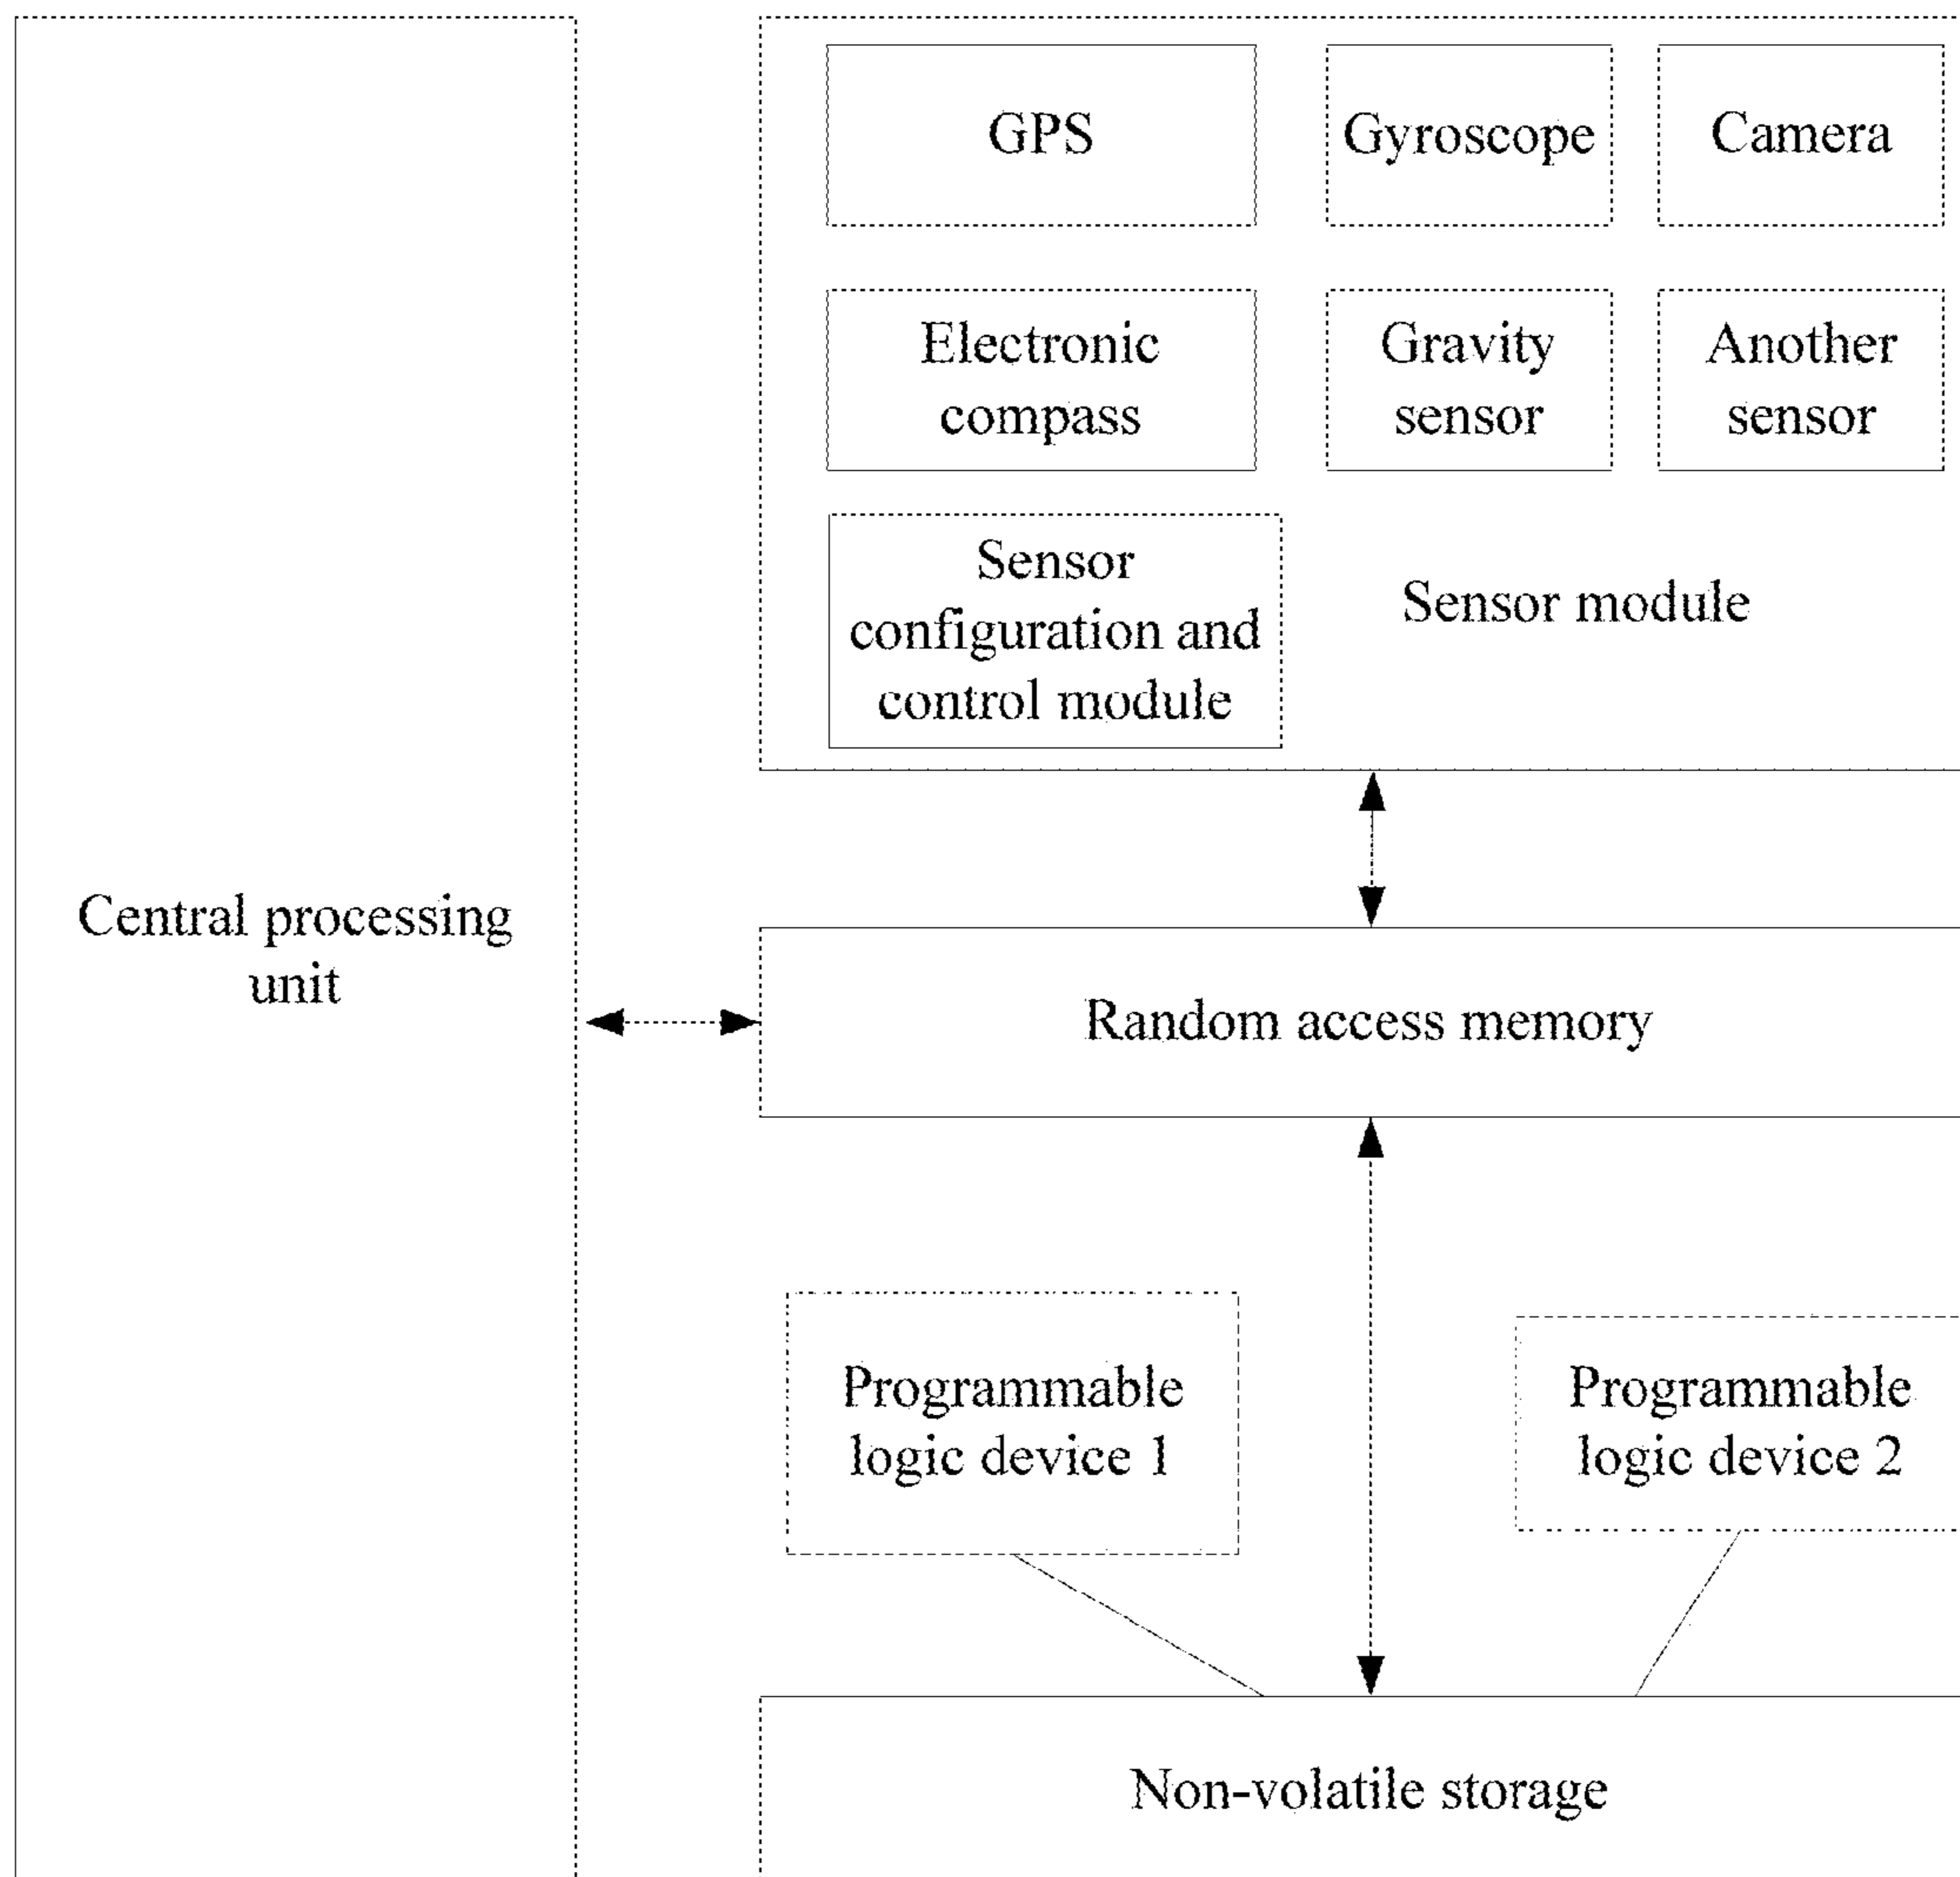 GPS
Gyroscope
Camera
Electronic
compass
Gravity
sensor
Another
sensor
Sensor
configuration and
control module
Sensor module
Central processing
unit
Random access memory
Programmable
logic device 1
Programmable
logic device 2
Non-volatile storage